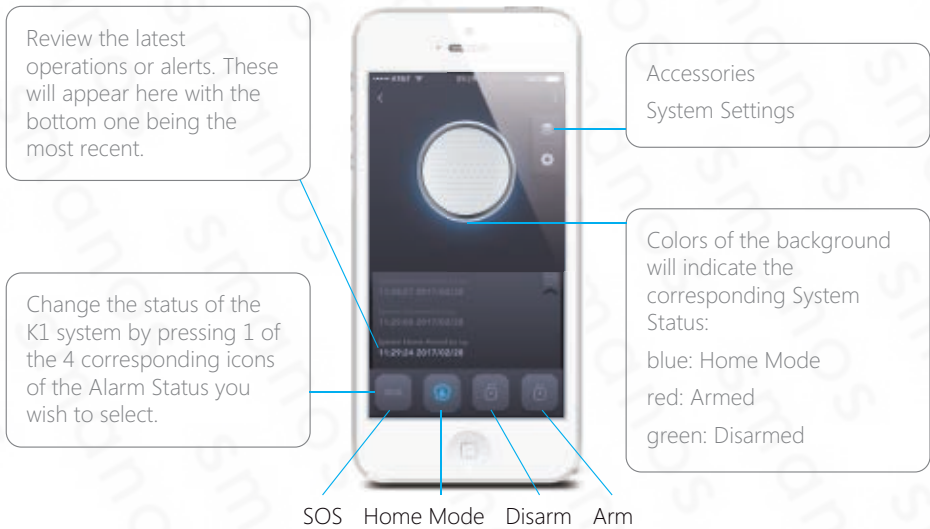 Review the latest
operations or alerts. These
will appear here with the
bottom one being the
most recent.
Change the status of the
K1 system by pressing 1 of
the 4 corresponding icons
of the Alarm Status you
wish to select.
AT&T
11:29:24 2017/02/28
SOS Home Mode Disarm Arm
Accessories
System Settings
Colors of the background
will indicate the
corresponding System
Status:
blue: Home Mode
red: Armed
green: Disarmed
smanos